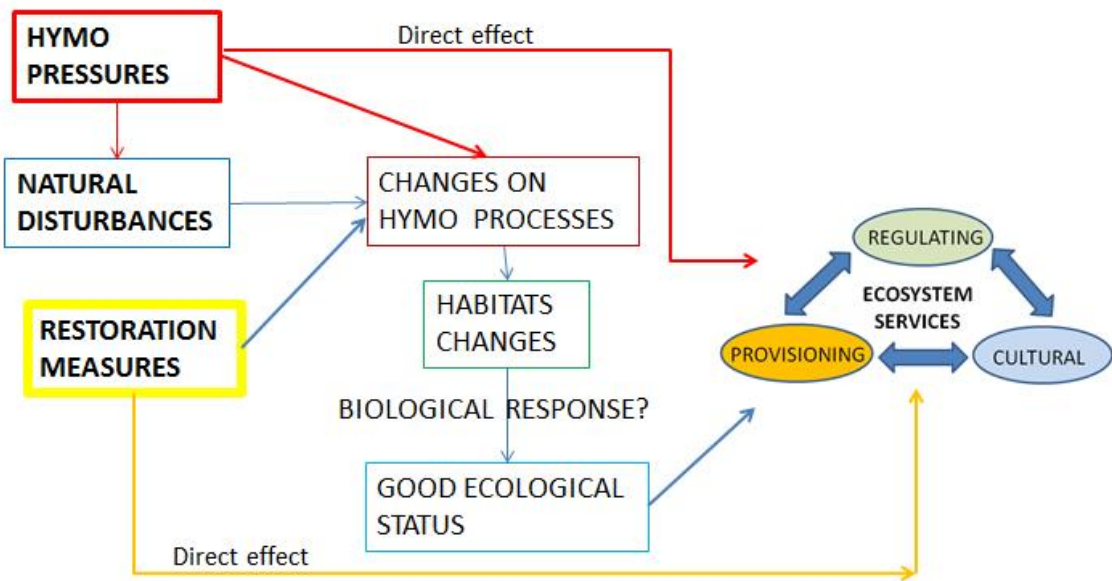 HYMO
PRESSURES
Direct effect
NATURAL
DISTURBANCES
CHANGES ON
HYMO PROCESSES
RESTORATION
MEASURES
HABITATS
CHANGES
BIOLOGICAL RESPONSE?
GOOD ECOLOGICAL
STATUS
Direct effect
REGULATING
ECOSYSTEM
SERVICES
PROVISIONING
CULTURAL